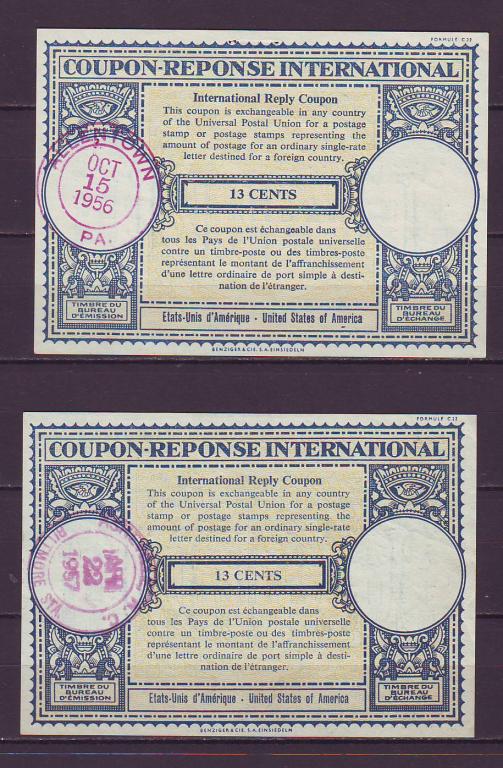 FORMULE C22
COUPON-REPONSE INTERNATIONAL
International Reply Coupon
This coupon is exchangeable in any country
of the Universal Postal Union for a postage
stamp or postage stamps representing the
amount of postage for an ordinary single-rate
letter destined for a foreign country.
ALLENTOWN
OCT
15
1956
PA.
13 CENTS
Ce coupon est échangeable dans
tous les Pays de l'Union postale universelle
contre un timbre-poste ou des timbres-poste
représentant le montant de l'affranchissement
d'une lettre ordinaire de port simple à desti-
nation de l'étranger.
TIMBRE DU
BUREAU
D'ÉMISSION
Etats-Unis d'Amérique - United States of America
TIMBRE DU
BUREAU
D'ÉCHANGE
BENZIGER & CIE. S.A. EINSIEDELN
FORMULE C22
COUPON-REPONSE INTERNATIONAL
International Reply Coupon
This coupon is exchangeable in any country
of the Universal Postal Union for a postage
stamp or postage stamps representing the
amount of postage for an ordinary single-rate
letter destined for a foreign country.
22
1957
13 CENTS
Ce coupon est échangeable dans
tous les Pays de l'Union postale universelle
contre un timbre-poste ou des timbres-poste
représentant le montant de l'affranchissement
d'une lettre ordinaire de port simple à desti-
nation de l'étranger.
TIMBRE DU
BUREAU
D'ÉMISSION
Etats-Unis d'Amérique - United States of America
TIMBRE DU
BUREAU
D'ÉCHANGE
BENZIGER & CIE. S.A. EINSIEDELN